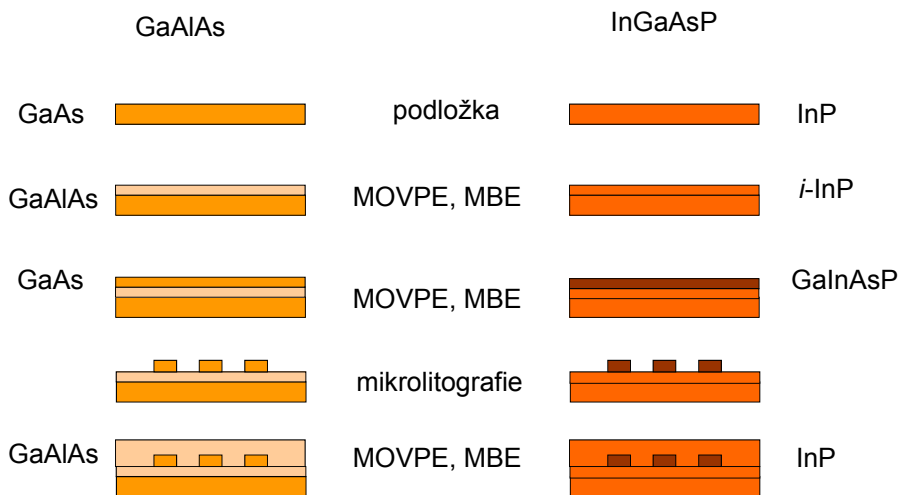 GaAlAs InGaAsP
GaAs podložka InP
GaAlAs MOVPE, MBE i-InP
GaAs MOVPE, MBE GaInAsP
mikrolitografie
GaAlAs MOVPE, MBE InP